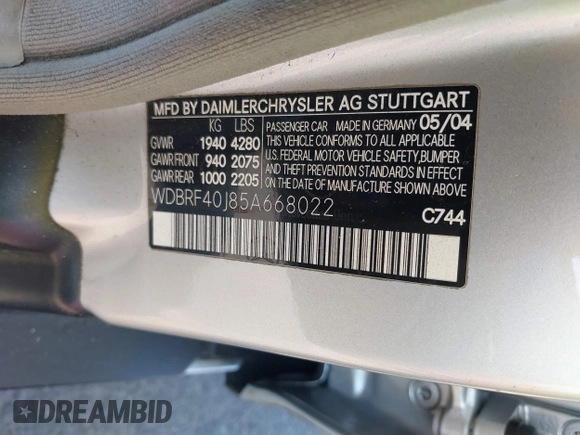 MFD BY DAIMLERCHRYSLER AG STUTTGART
KG LBS
GVWR 1940 4280
GAWR FRONT 940 2075
GAWR REAR 1000 2205
PASSENGER CAR MADE IN GERMANY 05/04
THIS VEHICLE CONFORMS TO ALL APPLICABLE
U.S. FEDERAL MOTOR VEHICLE SAFETY, BUMPER
AND THEFT PREVENTION STANDARDS IN EFFECT
ON THE DATE OF MANUFACTURE SHOWN ABOVE
WDBRF40J85A668022
C744
DREAMBID